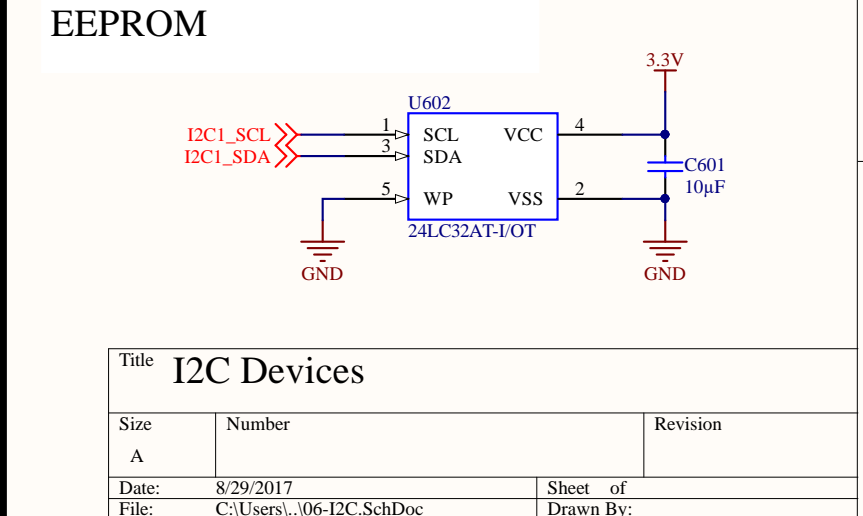 EEPROM
3.3V
U602
I2C1_SCL 1 SCL VCC 4
I2C1_SDA 3 SDA
C601
10µF
5 WP VSS 2
24LC32AT-I/OT
GND GND
Title I2C Devices
Size Number Revision
A
Date: 8/29/2017 Sheet of
File: C:\Users\..\06-I2C.SchDoc Drawn By: